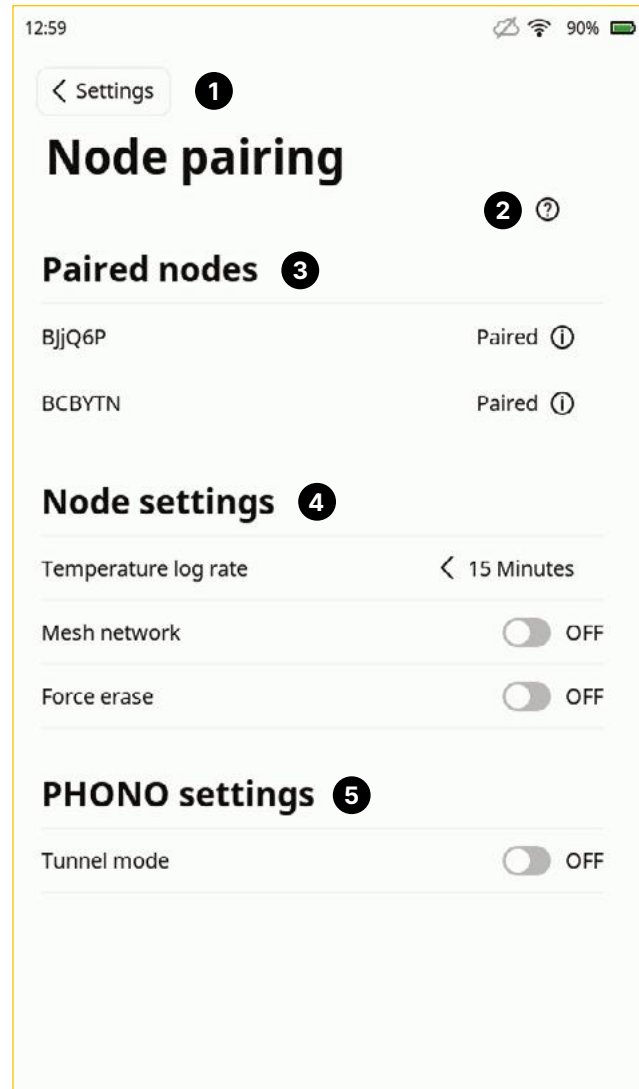 12:59 90%
Settings 1
Node pairing
2 ?
Paired nodes 3
BJjQ6P Paired i
BCBYTN Paired i
Node settings 4
Temperature log rate 15 Minutes
Mesh network OFF
Force erase OFF
PHONO settings 5
Tunnel mode OFF